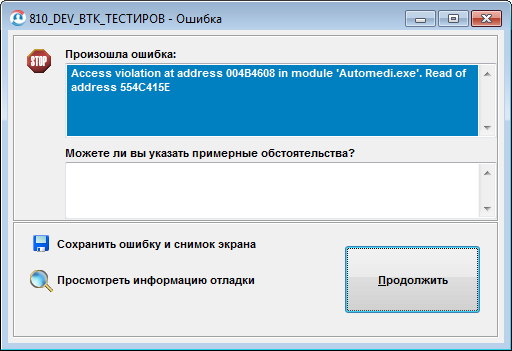 810_DEV_BTK_ТЕСТИРОВ - Ошибка
Произошла ошибка:
STOP
Access violation at address 004B4608 in module 'Automedi.exe'. Read of
address 554C415E
Можете ли вы указать примерные обстоятельства?
Сохранить ошибку и снимок экрана
Просмотреть информацию отладки
Продолжить